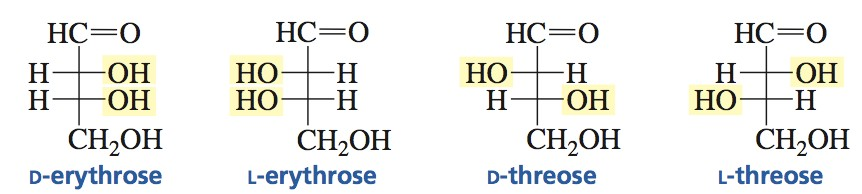 HC=O HC=O HC=O HC=O
H OH HO H HO H H OH
H OH HO H H OH HO H
CH₂OH CH₂OH CH₂OH CH₂OH
D-erythrose L-erythrose D-threose L-threose